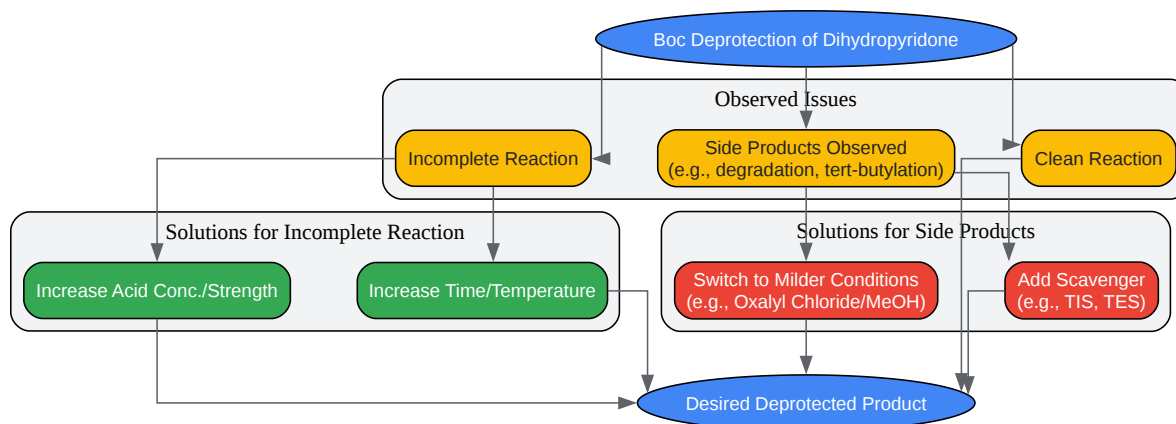 Boc Deprotection of Dihydropyridone
Observed Issues
Incomplete Reaction
Side Products Observed
(e.g., degradation, tert-butylation)
Clean Reaction
Solutions for Incomplete Reaction
Solutions for Side Products
Increase Acid Conc./Strength
Increase Time/Temperature
Switch to Milder Conditions
(e.g., Oxalyl Chloride/MeOH)
Add Scavenger
(e.g., TIS, TES)
Desired Deprotected Product